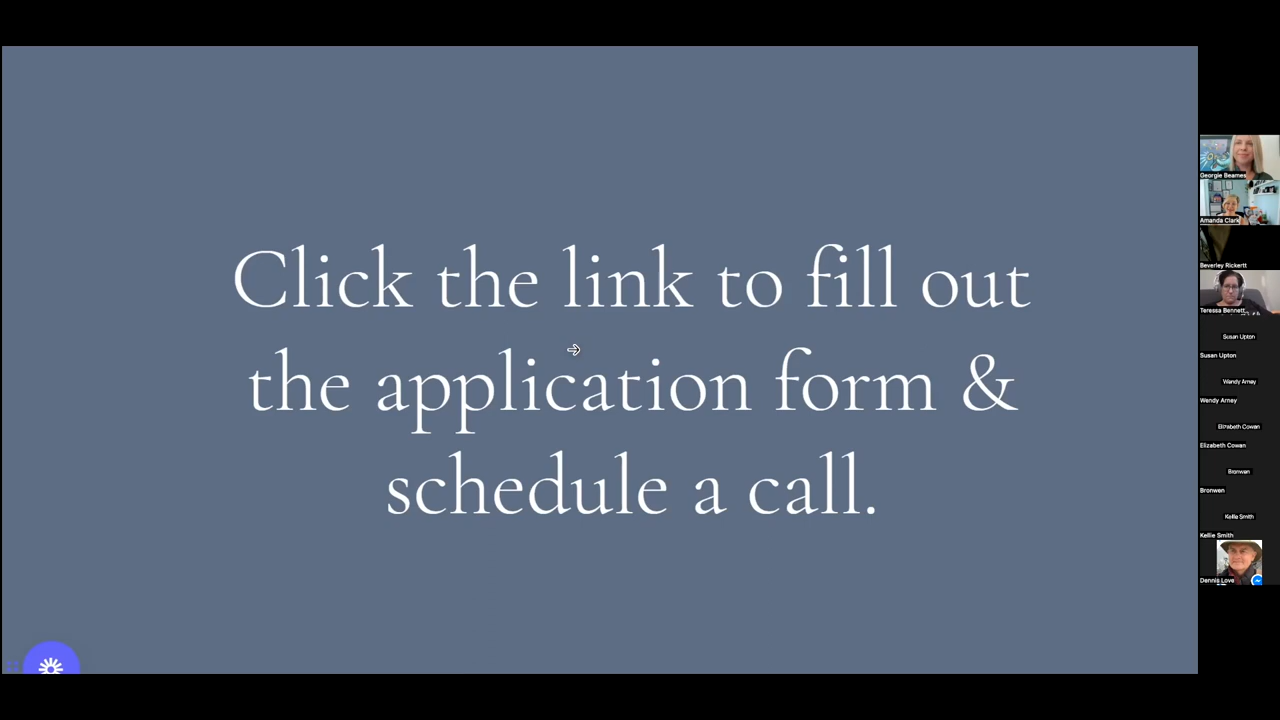 Click the link to fill out
the application form &
schedule a call.
Georgie Beames
Amanda Clark
Beverley Rickertt
Teressa Bennett
Susan Upton
Susan Upton
Wendy Arney
Wendy Arney
Elizabeth Cowan
Elizabeth Cowan
Bronwen
Bronwen
Kellie Smith
Kellie Smith
Dennis Love